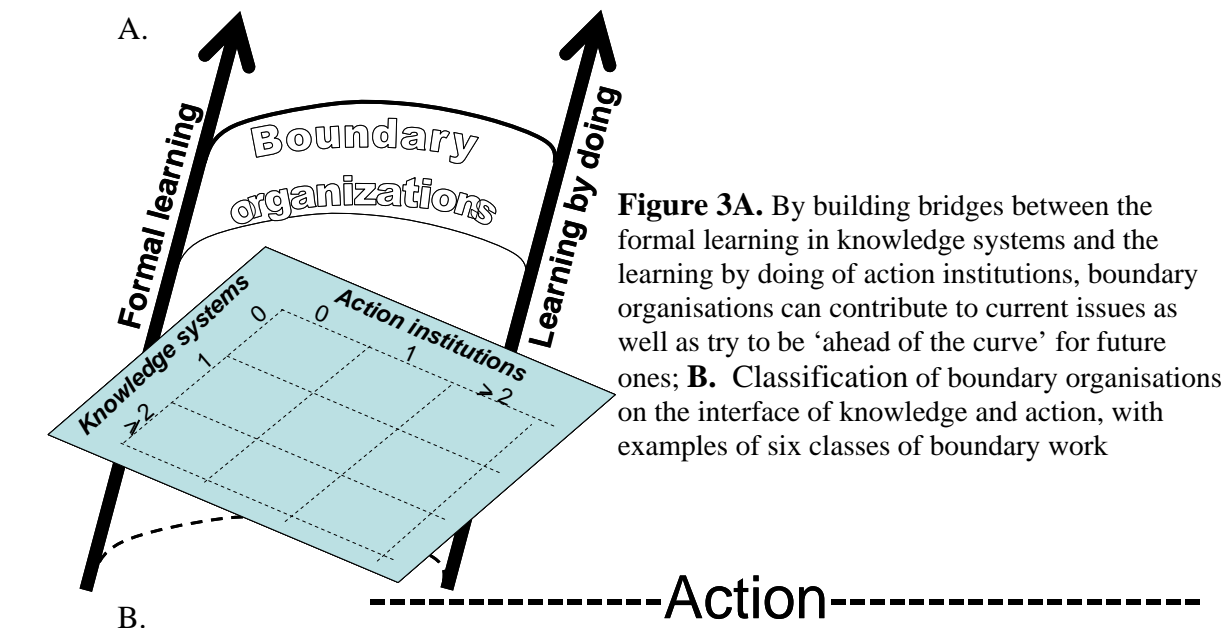 A.
Formal learning
Boundary
organizations
Learning by doing
Knowledge systems
0
1
≥2
Action institutions
0
1
≥2
Figure 3A. By building bridges between the
formal learning in knowledge systems and the
learning by doing of action institutions, boundary
organisations can contribute to current issues as
well as try to be ‘ahead of the curve’ for future
ones; B. Classification of boundary organisations
on the interface of knowledge and action, with
examples of six classes of boundary work
Action
B.